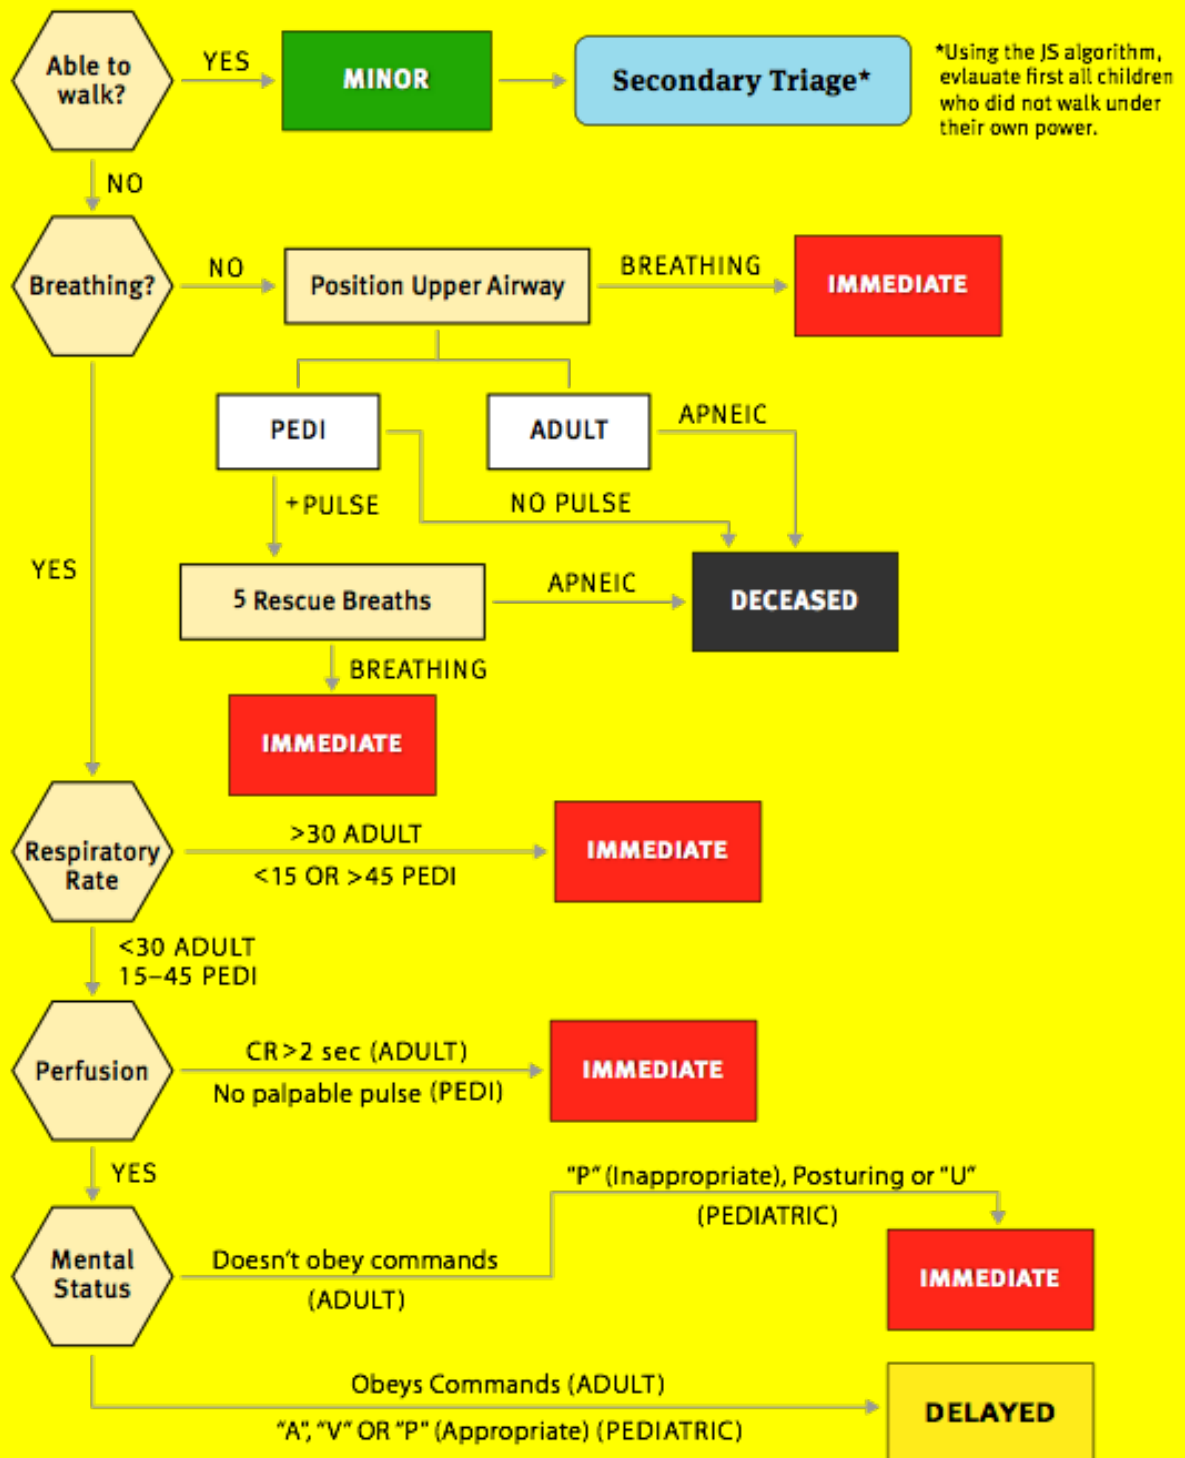 Able to
walk?
YES
MINOR
Secondary Triage*
*Using the JS algorithm,
evlauate first all children
who did not walk under
their own power.
NO
Breathing?
NO
Position Upper Airway
BREATHING
IMMEDIATE
PEDI
ADULT
APNEIC
+PULSE
NO PULSE
YES
5 Rescue Breaths
APNEIC
DECEASED
BREATHING
IMMEDIATE
Respiratory
Rate
>30 ADULT
<15 OR >45 PEDI
IMMEDIATE
<30 ADULT
15–45 PEDI
Perfusion
CR>2 sec (ADULT)
No palpable pulse (PEDI)
IMMEDIATE
YES
Mental
Status
Doesn't obey commands
(ADULT)
"P" (Inappropriate), Posturing or "U"
(PEDIATRIC)
IMMEDIATE
Obeys Commands (ADULT)
"A", "V" OR "P" (Appropriate) (PEDIATRIC)
DELAYED